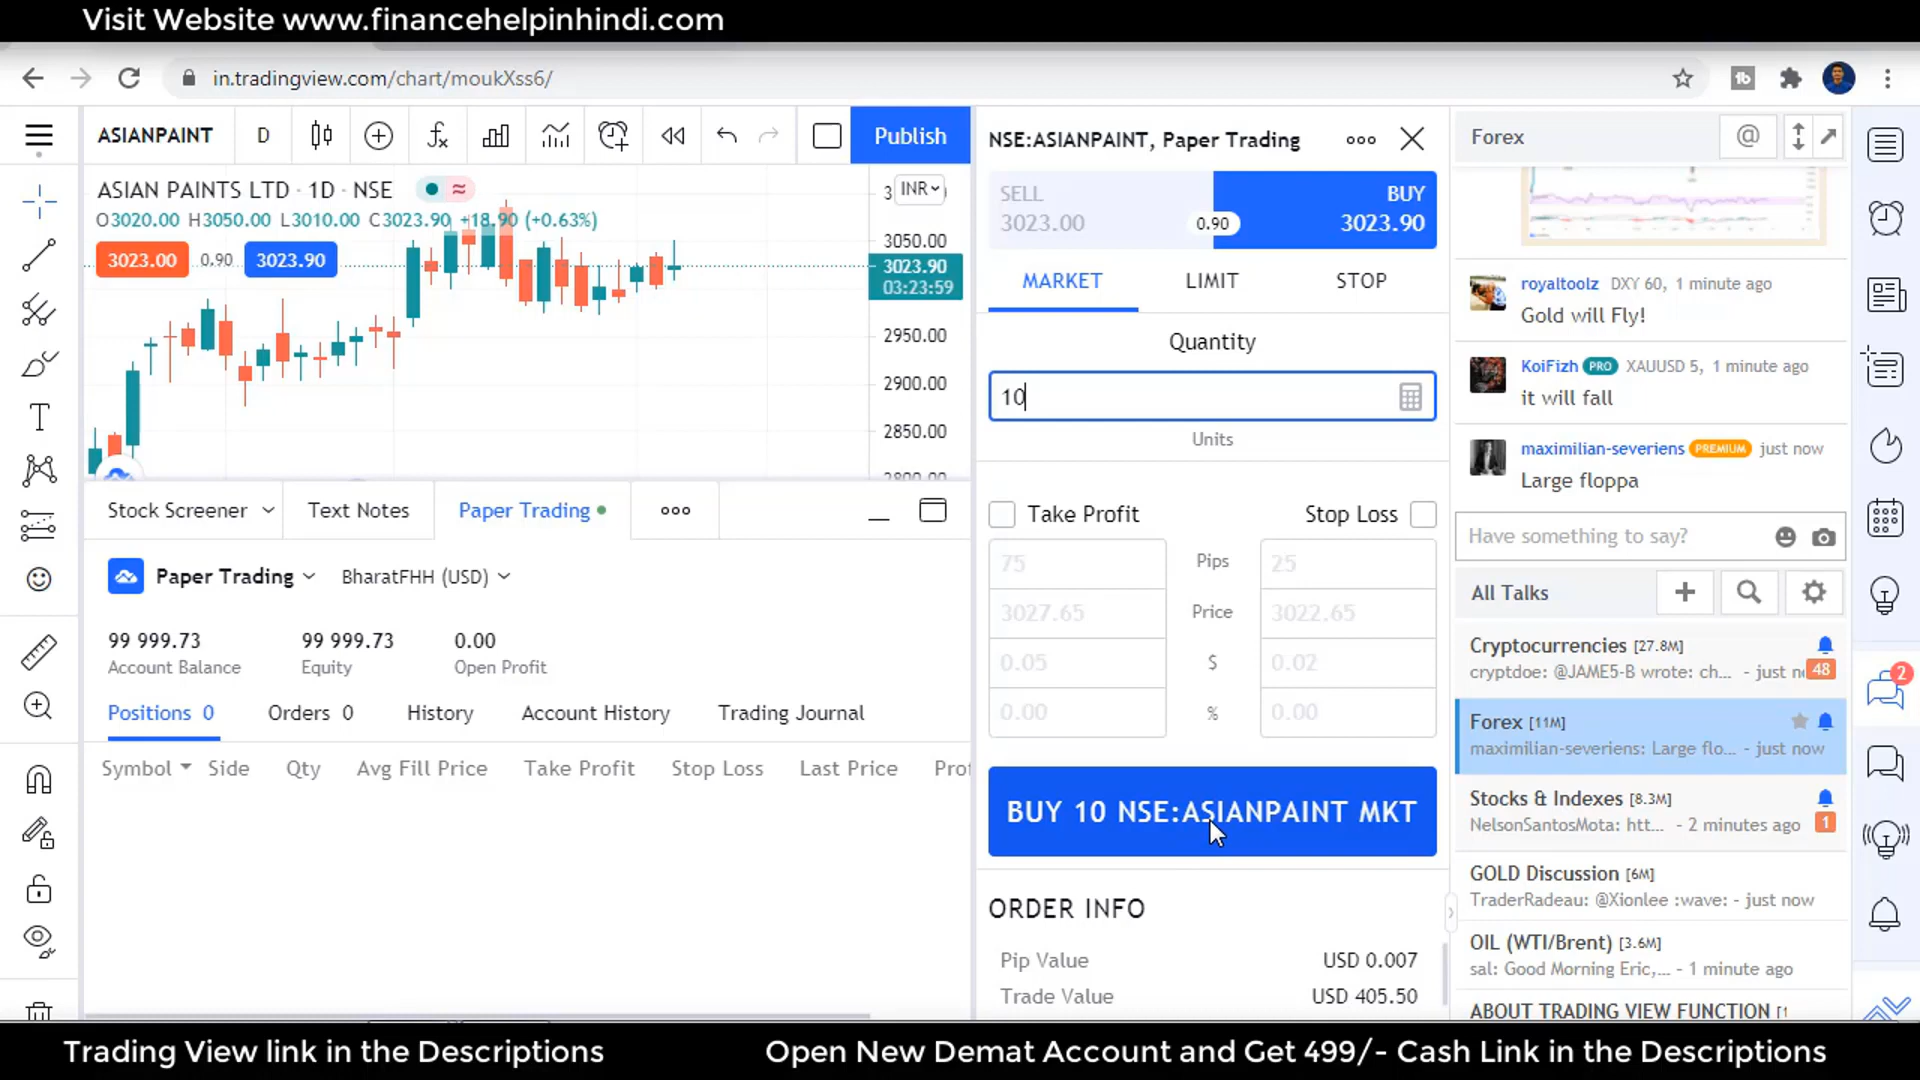 Visit Website www.financehelpinhindi.com
in.tradingview.com/chart/moukXss6/
ASIANPAINT D Publish
ASIAN PAINTS LTD · 1D · NSE
INR
O3020.00 H3050.00 L3010.00 C3023.90 +18.90 (+0.63%)
3023.00 0.90 3023.90
3050.00
3023.90
03:23:59
2950.00
2900.00
2850.00
2800.00
Stock Screener Text Notes Paper Trading
Paper Trading BharatFHH (USD)
99 999.73 99 999.73 0.00
Account Balance Equity Open Profit
Positions 0 Orders 0 History Account History Trading Journal
Symbol Side Qty Avg Fill Price Take Profit Stop Loss Last Price Prof
NSE:ASIANPAINT, Paper Trading
SELL BUY
3023.00 0.90 3023.90
MARKET LIMIT STOP
Quantity
10
Units
Take Profit Stop Loss
75 Pips 25
3027.65 Price 3022.65
0.05 $ 0.02
0.00 % 0.00
BUY 10 NSE:ASIANPAINT MKT
ORDER INFO
Pip Value USD 0.007
Trade Value USD 405.50
Forex @
royaltoolz DXY 60, 1 minute ago
Gold will Fly!
KoiFizh PRO XAUUSD 5, 1 minute ago
it will fall
maximilian-severiens PREMIUM just now
Large floppa
Have something to say?
All Talks
Cryptocurrencies [27.8M]
cryptdoe: @JAME5-B wrote: ch... - just n 48
Forex [11M]
maximilian-severiens: Large flo... - just now
Stocks & Indexes [8.3M]
NelsonSantosMota: htt... - 2 minutes ago 1
GOLD Discussion [6M]
TraderRadeau: @Xionlee :wave: - just now
OIL (WTI/Brent) [3.6M]
sal: Good Morning Eric,... - 1 minute ago
ABOUT TRADING VIEW FUNCTION
2
Trading View link in the Descriptions
Open New Demat Account and Get 499/- Cash Link in the Descriptions